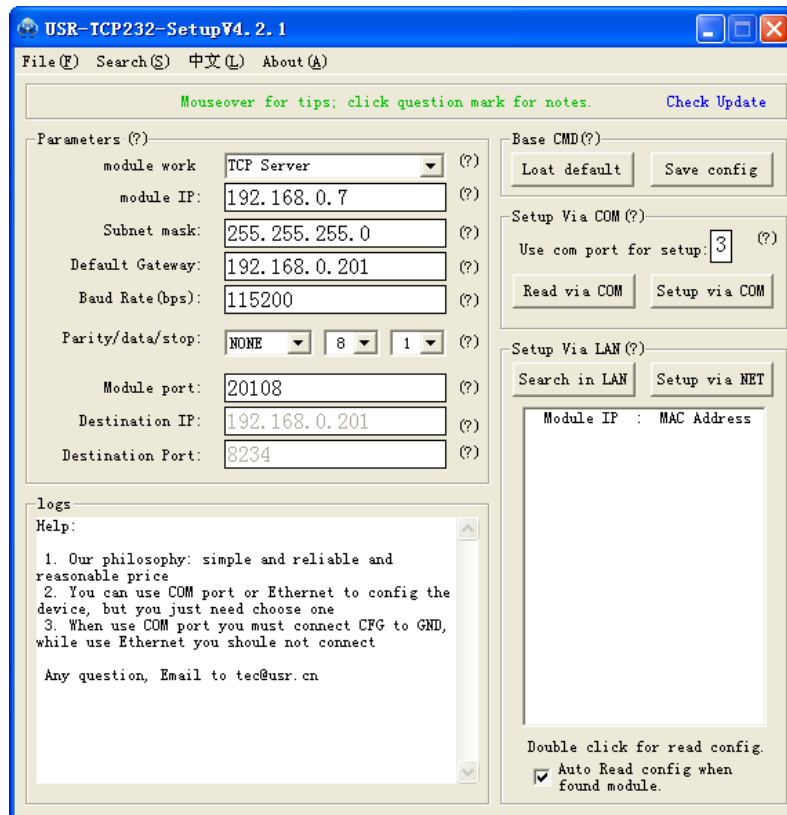 USR-TCP232-SetupV4.2.1
File(F) Search(S) 中文(L) About(A)
Mouseover for tips; click question mark for notes. Check Update
Parameters (?)
module work TCP Server (?)
module IP: 192.168.0.7 (?)
Subnet mask: 255.255.255.0 (?)
Default Gateway: 192.168.0.201 (?)
Baud Rate(bps): 115200 (?)
Parity/data/stop: NONE 8 1 (?)
Module port: 20108 (?)
Destination IP: 192.168.0.201 (?)
Destination Port: 8234 (?)
logs
Help:
1. Our philosophy: simple and reliable and
reasonable price
2. You can use COM port or Ethernet to config the
device, but you just need choose one
3. When use COM port you must connect CFG to GND,
while use Ethernet you shoule not connect
Any question, Email to tec@usr.cn
Base CMD(?)
Loat default Save config
Setup Via COM(?)
Use com port for setup: 3 (?)
Read via COM Setup via COM
Setup Via LAN(?)
Search in LAN Setup via NET
Module IP : MAC Address
Double click for read config.
Auto Read config when
found module.